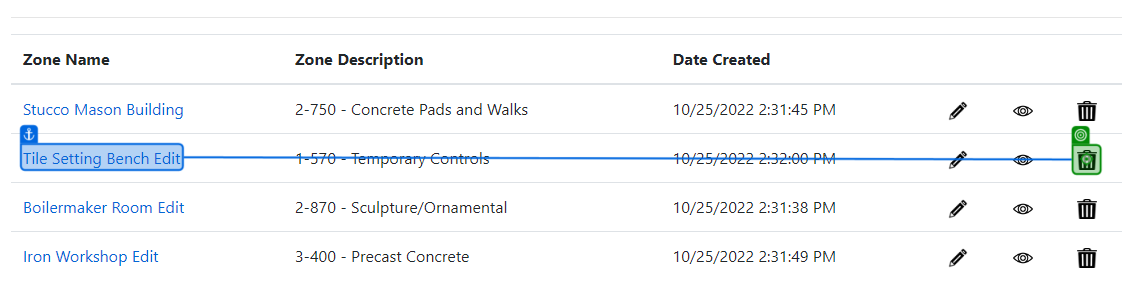 Zone Name Zone Description Date Created
Stucco Mason Building 2-750 - Concrete Pads and Walks 10/25/2022 2:31:45 PM
Tile Setting Bench Edit 1-570 - Temporary Controls 10/25/2022 2:32:00 PM
Boilermaker Room Edit 2-870 - Sculpture/Ornamental 10/25/2022 2:31:38 PM
Iron Workshop Edit 3-400 - Precast Concrete 10/25/2022 2:31:49 PM